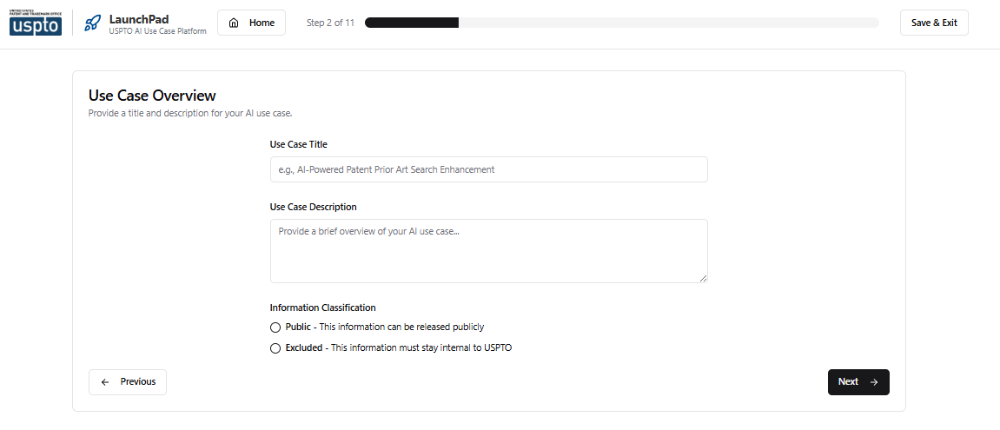 UNITED STATES
PATENT AND TRADEMARK OFFICE
uspto
LaunchPad
USPTO AI Use Case Platform
Home
Step 2 of 11
Save & Exit
Use Case Overview
Provide a title and description for your AI use case.
Use Case Title
e.g., AI-Powered Patent Prior Art Search Enhancement
Use Case Description
Provide a brief overview of your AI use case...
Information Classification
Public - This information can be released publicly
Excluded - This information must stay internal to USPTO
Previous
Next